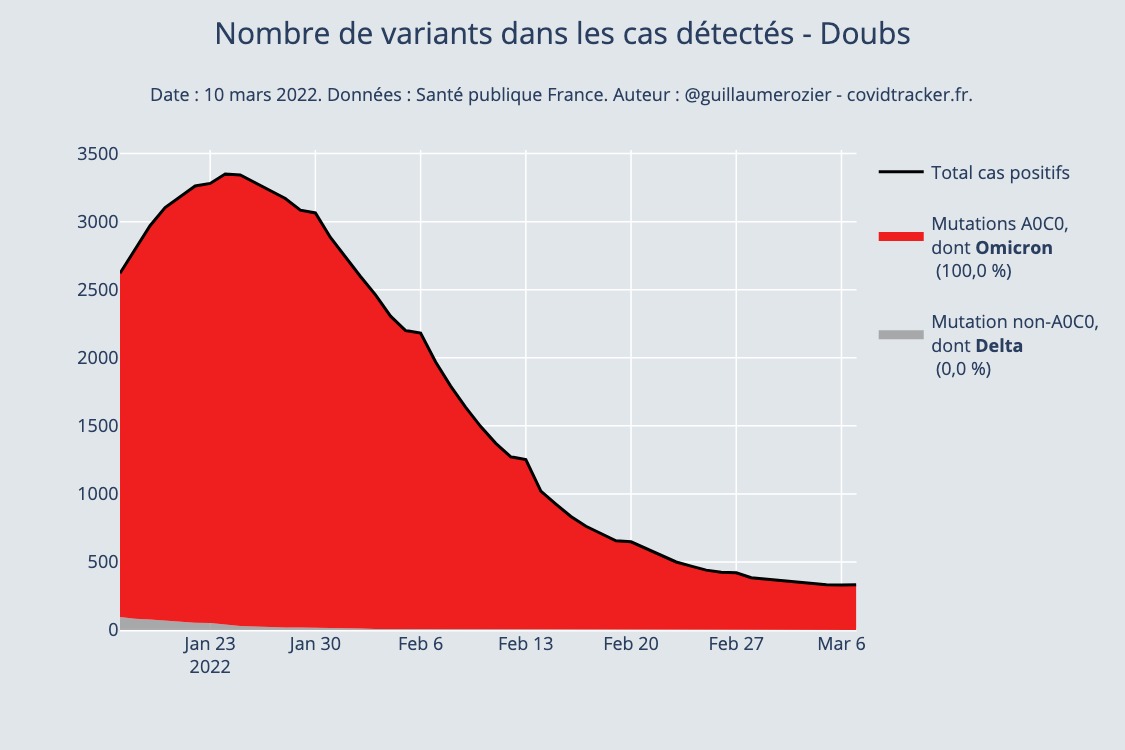 Nombre de variants dans les cas détectés - Doubs
Date : 10 mars 2022. Données : Santé publique France. Auteur : @guillaumerozier - covidtracker.fr.
3500
3000
2500
2000
1500
1000
500
0
Jan 23
2022
Jan 30
Feb 6
Feb 13
Feb 20
Feb 27
Mar 6
Total cas positifs
Mutations A0C0,
dont Omicron
(100,0 %)
Mutation non-A0C0,
dont Delta
(0,0 %)